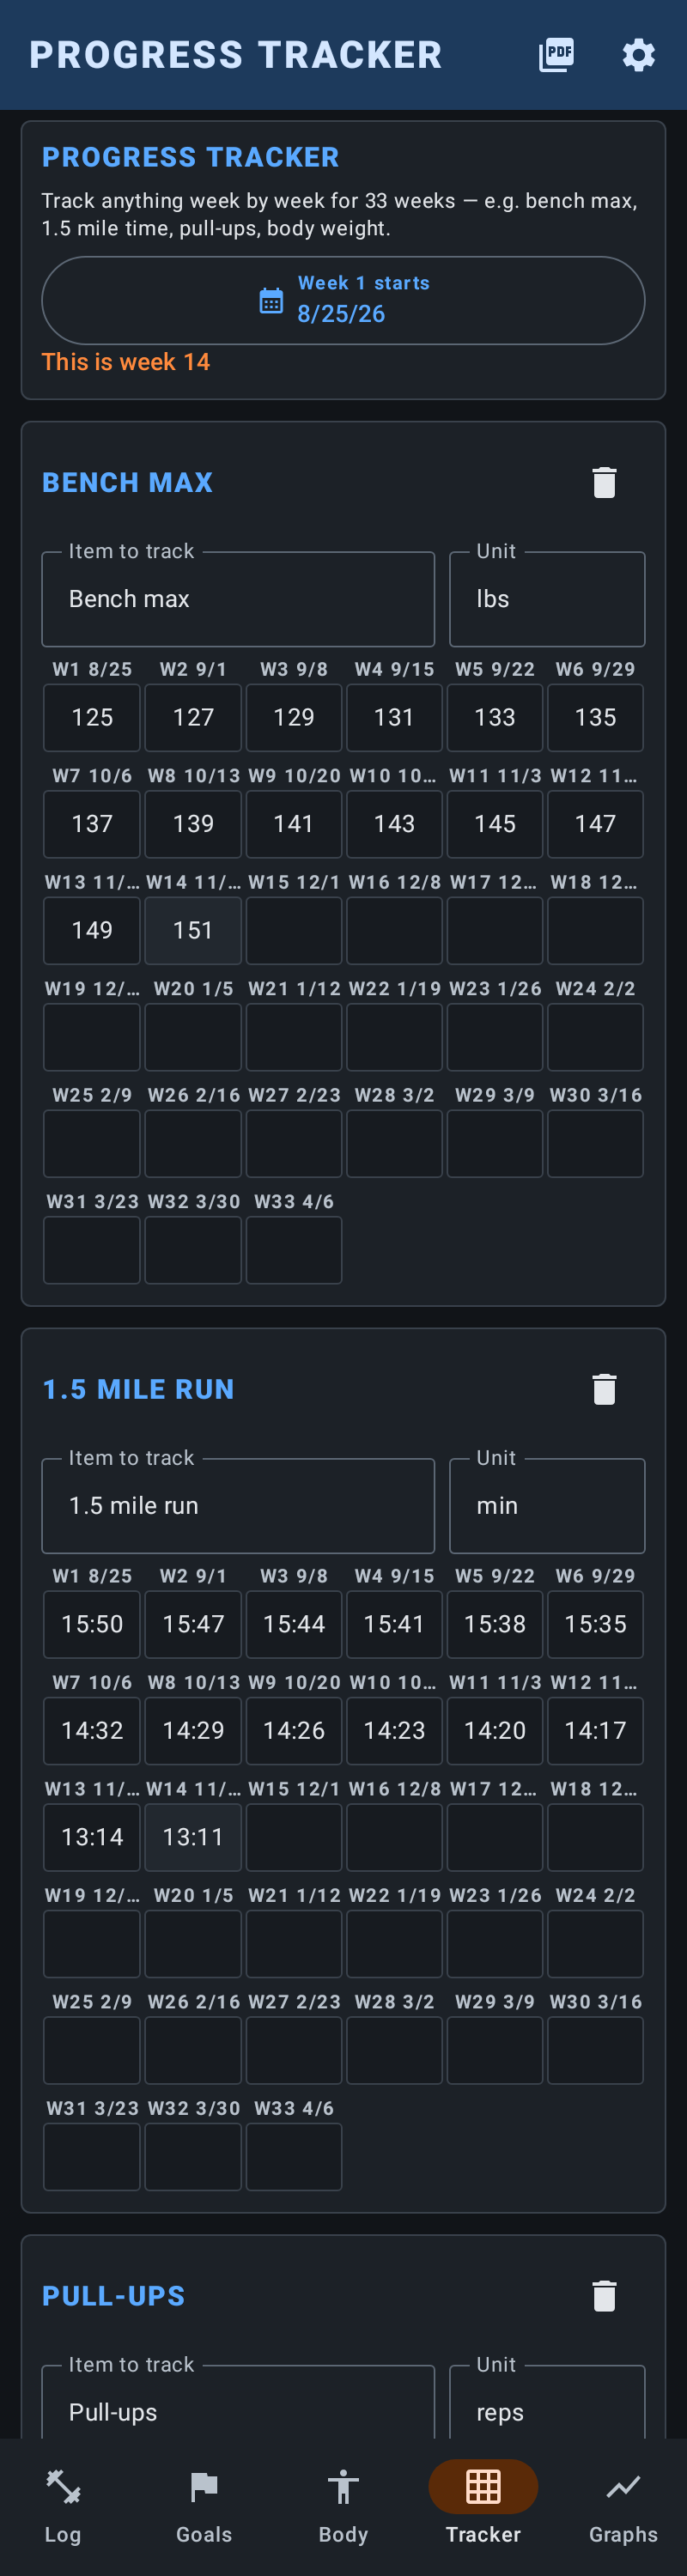 PROGRESS TRACKER
PDF
PROGRESS TRACKER
Track anything week by week for 33 weeks — e.g. bench max,
1.5 mile time, pull-ups, body weight.
Week 1 starts
8/25/26
This is week 14
BENCH MAX
Item to track Unit
Bench max lbs
W1 8/25 W2 9/1 W3 9/8 W4 9/15 W5 9/22 W6 9/29
125 127 129 131 133 135
W7 10/6 W8 10/13 W9 10/20 W10 10… W11 11/3 W12 11…
137 139 141 143 145 147
W13 11/… W14 11/… W15 12/1 W16 12/8 W17 12… W18 12…
149 151
W19 12/… W20 1/5 W21 1/12 W22 1/19 W23 1/26 W24 2/2
W25 2/9 W26 2/16 W27 2/23 W28 3/2 W29 3/9 W30 3/16
W31 3/23 W32 3/30 W33 4/6
1.5 MILE RUN
Item to track Unit
1.5 mile run min
W1 8/25 W2 9/1 W3 9/8 W4 9/15 W5 9/22 W6 9/29
15:50 15:47 15:44 15:41 15:38 15:35
W7 10/6 W8 10/13 W9 10/20 W10 10… W11 11/3 W12 11…
14:32 14:29 14:26 14:23 14:20 14:17
W13 11/… W14 11/… W15 12/1 W16 12/8 W17 12… W18 12…
13:14 13:11
W19 12/… W20 1/5 W21 1/12 W22 1/19 W23 1/26 W24 2/2
W25 2/9 W26 2/16 W27 2/23 W28 3/2 W29 3/9 W30 3/16
W31 3/23 W32 3/30 W33 4/6
PULL-UPS
Item to track Unit
Pull-ups reps
Log Goals Body Tracker Graphs